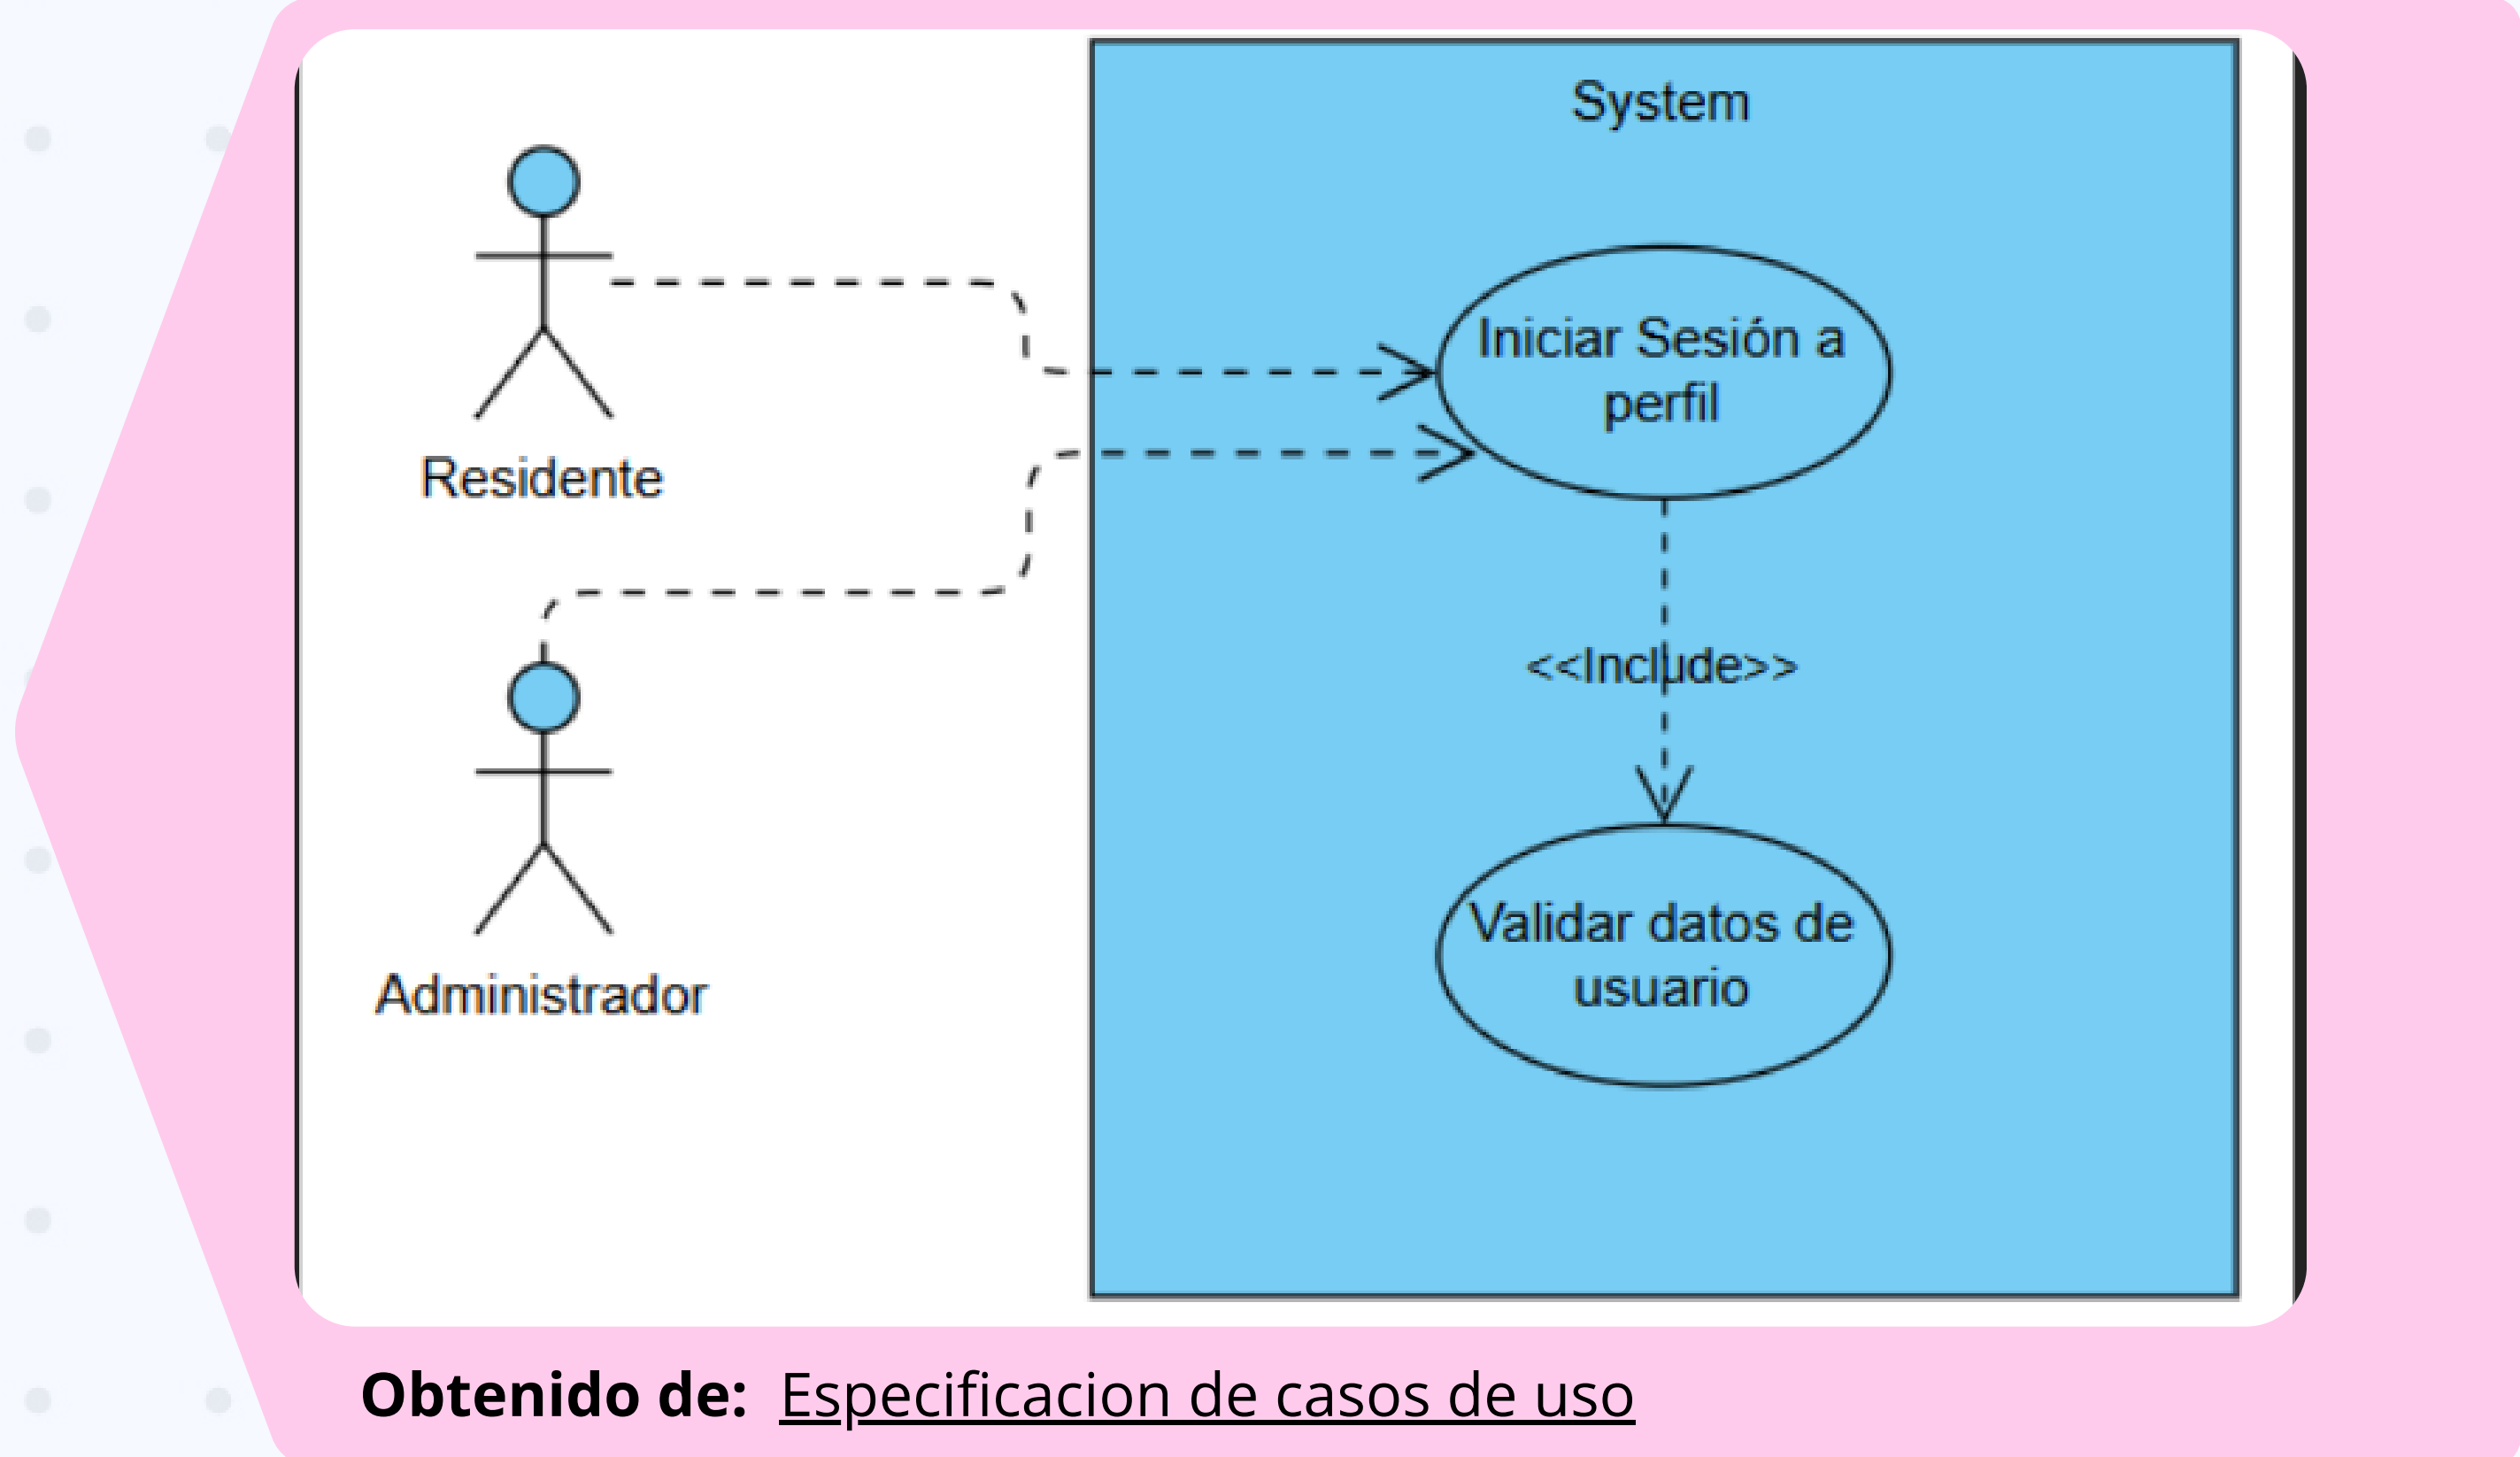 System
Iniciar Sesión a
perfil
Residente
<<Include>>
Validar datos de
usuario
Administrador
Obtenido de: Especificacion de casos de uso